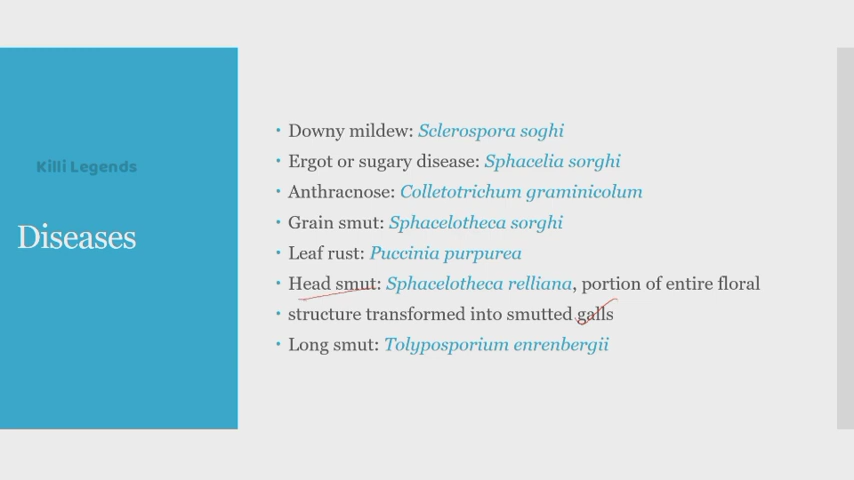 Killi Legends
Diseases
• Downy mildew: Sclerospora soghi
• Ergot or sugary disease: Sphacelia sorghi
• Anthracnose: Colletotrichum graminicolum
• Grain smut: Sphacelotheca sorghi
• Leaf rust: Puccinia purpurea
• Head smut: Sphacelotheca relliana, portion of entire floral
• structure transformed into smutted galls
• Long smut: Tolyposporium enrenbergii